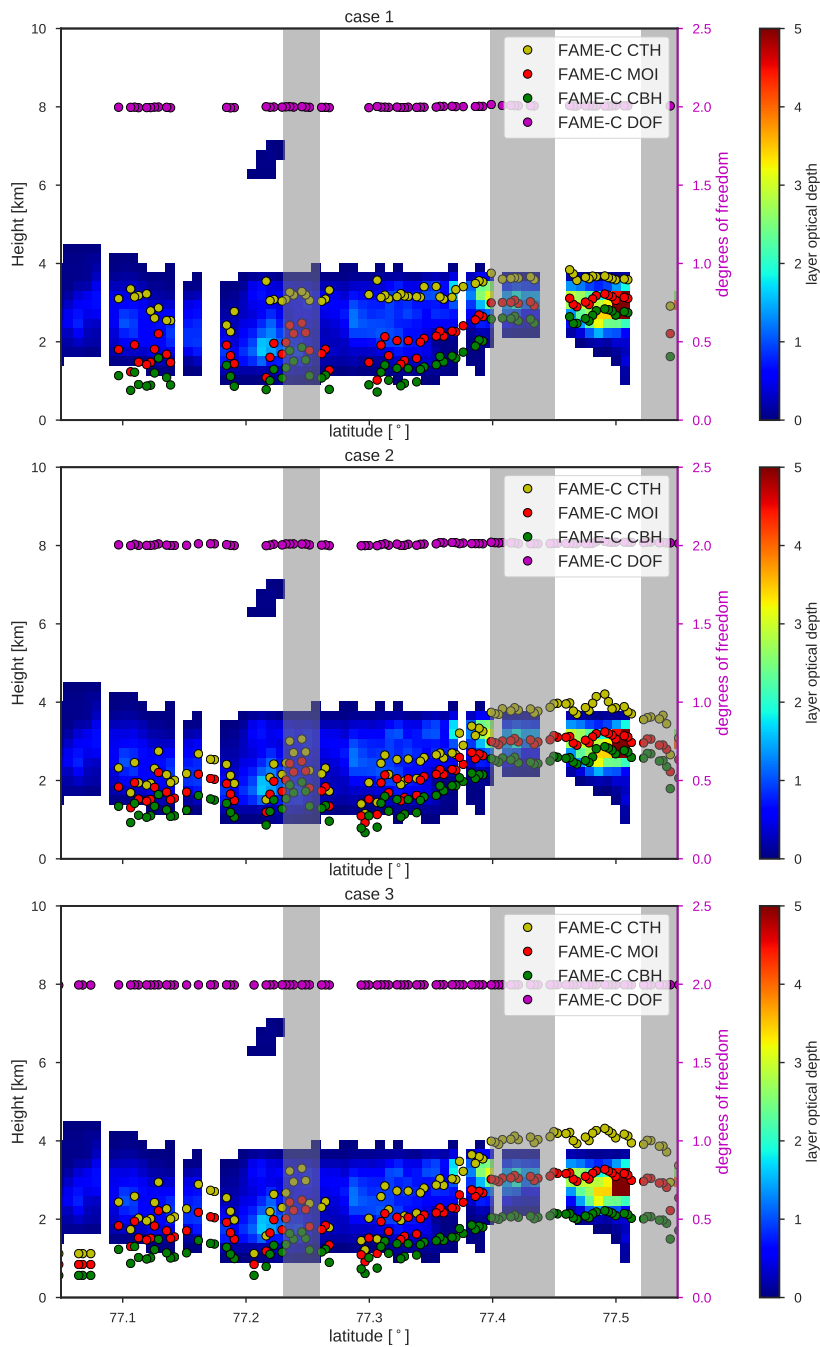 case 1
10
8
6
4
2
0
Height [km]
FAME-C CTH
FAME-C MOI
FAME-C CBH
FAME-C DOF
2.5
2.0
1.5
1.0
0.5
0.0
degrees of freedom
5
4
3
2
1
0
layer optical depth
latitude [°]
case 2
10
8
6
4
2
0
Height [km]
FAME-C CTH
FAME-C MOI
FAME-C CBH
FAME-C DOF
2.5
2.0
1.5
1.0
0.5
0.0
degrees of freedom
5
4
3
2
1
0
layer optical depth
latitude [°]
case 3
10
8
6
4
2
0
Height [km]
FAME-C CTH
FAME-C MOI
FAME-C CBH
FAME-C DOF
2.5
2.0
1.5
1.0
0.5
0.0
degrees of freedom
5
4
3
2
1
0
layer optical depth
77.1 77.2 77.3 77.4 77.5
latitude [°]